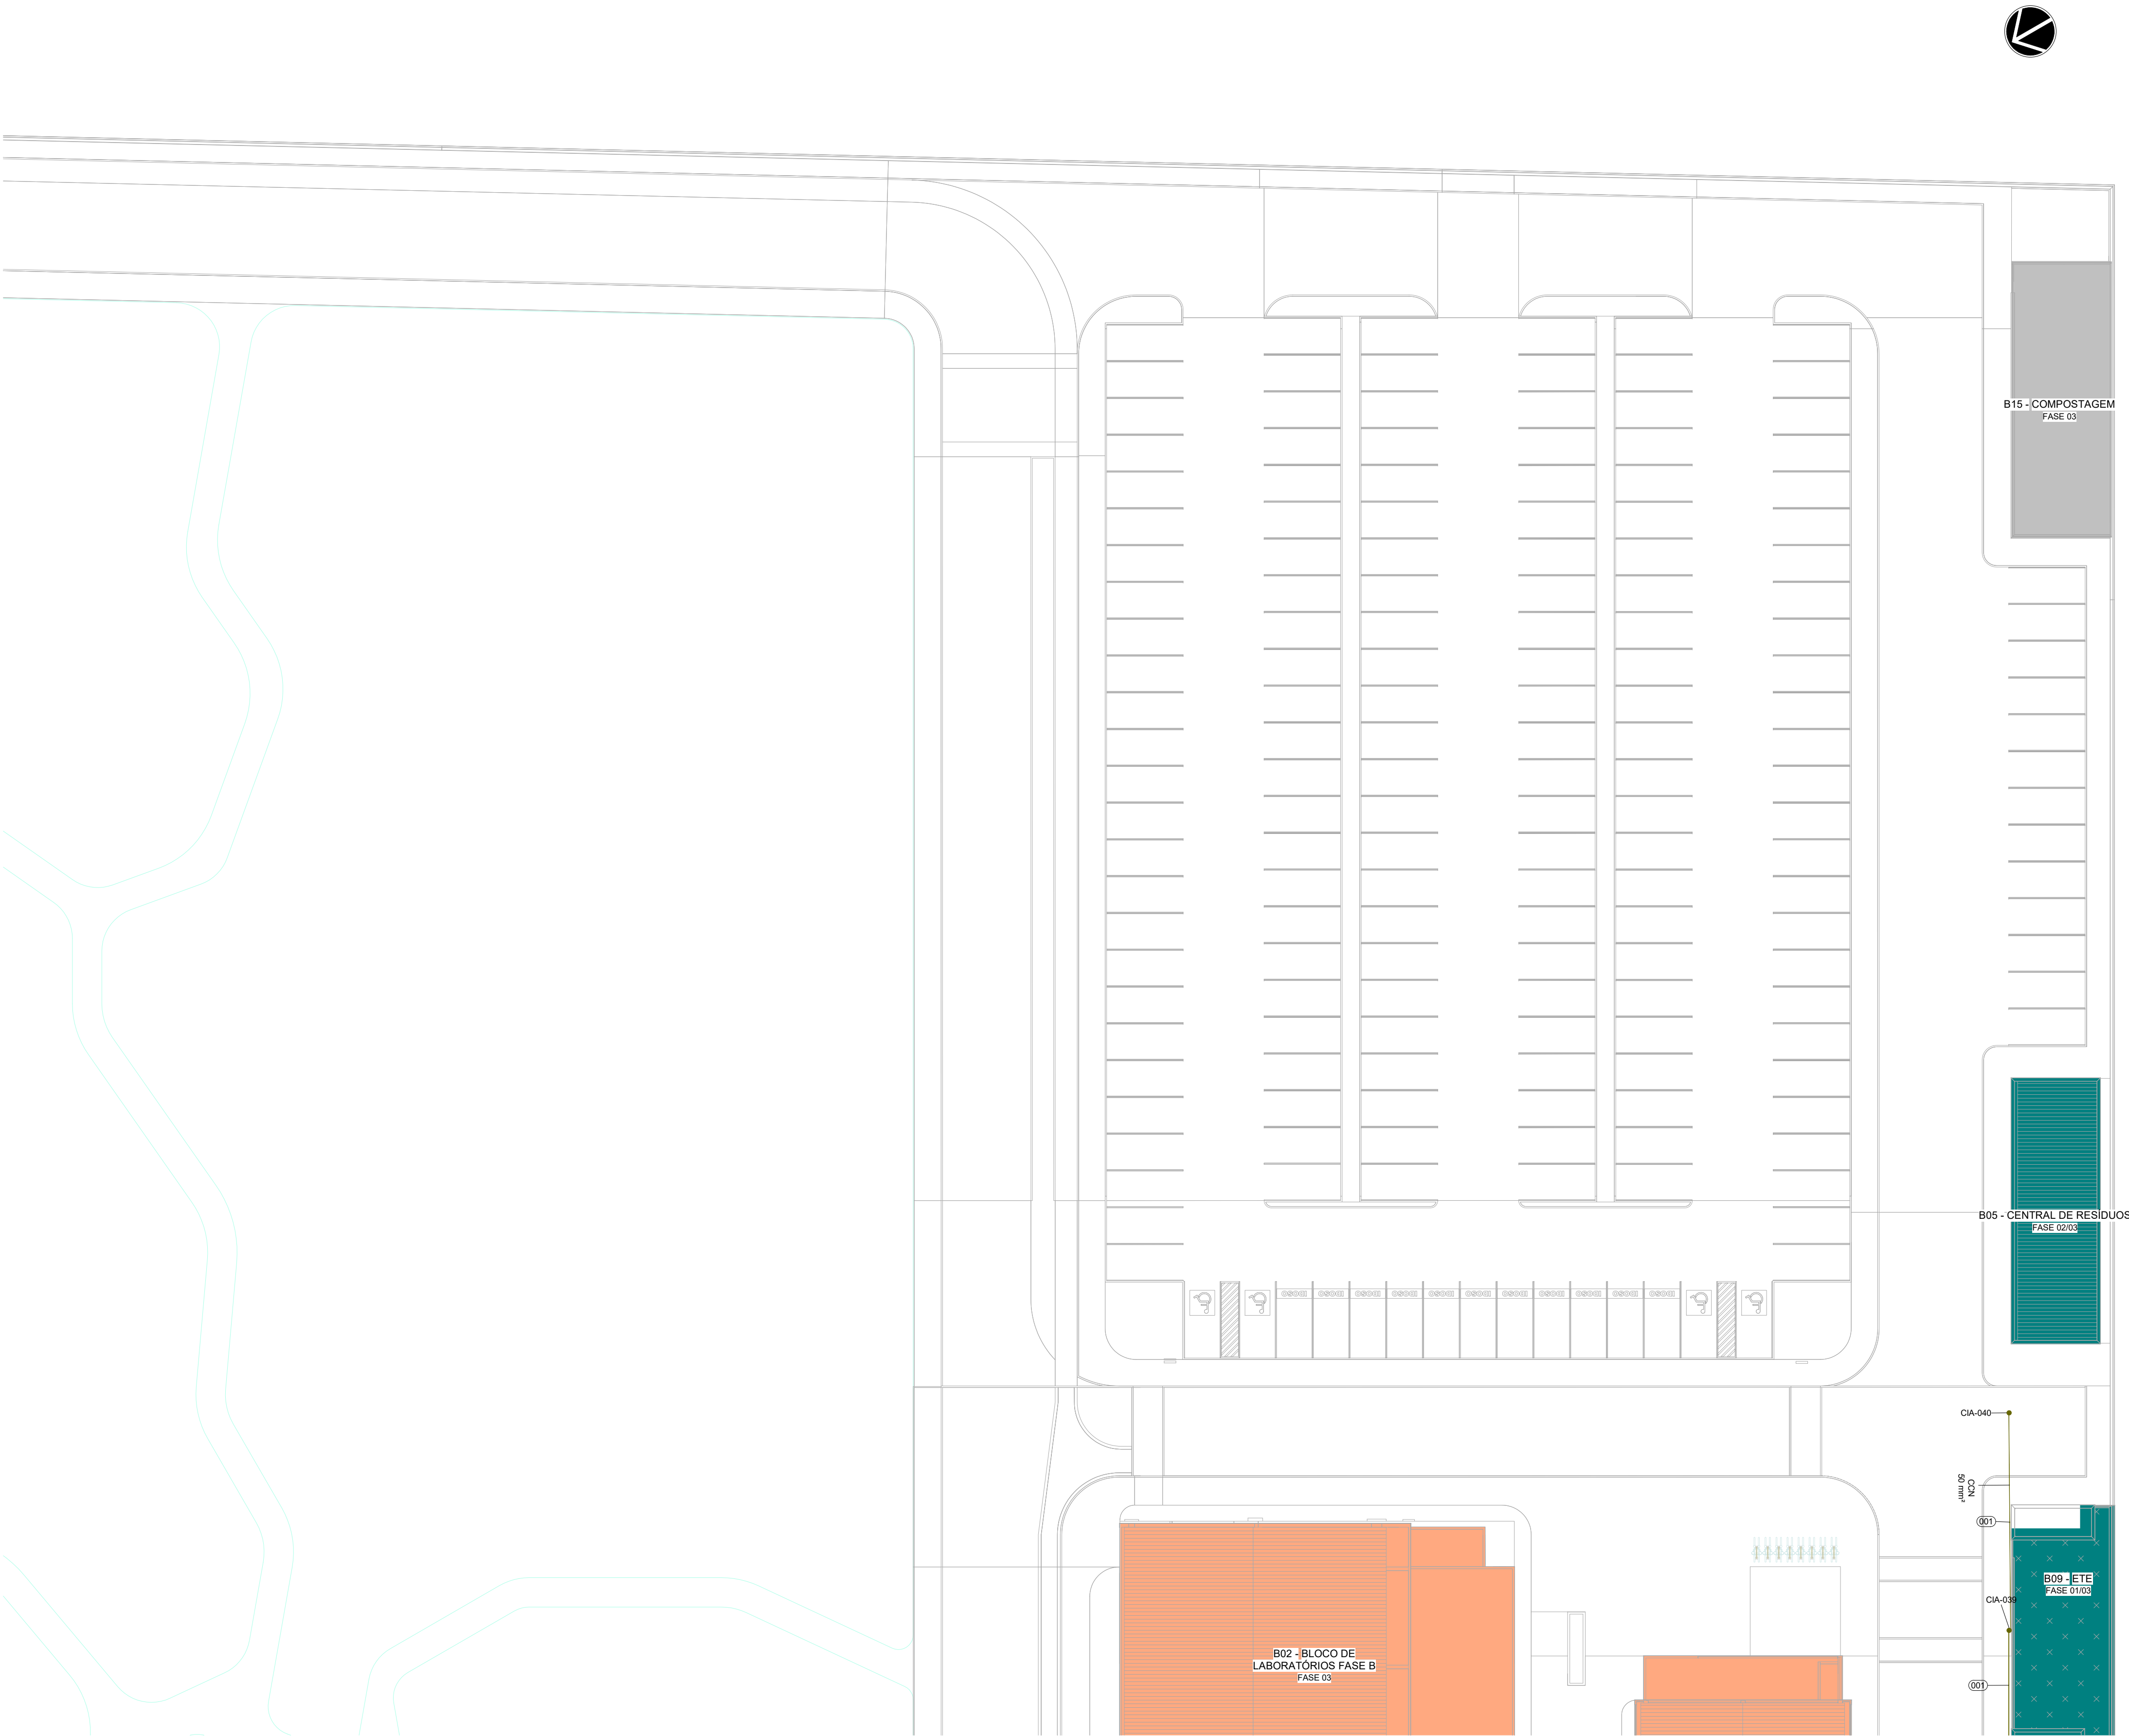 B15 - COMPOSTAGEM
FASE 03
B05 - CENTRAL DE RESIDUOS
FASE 02/03
CIA-040
CCN
50 mm²
001
B09 - ETE
FASE 01/03
CIA-039
001
B02 - BLOCO DE
LABORATÓRIOS FASE B
FASE 03